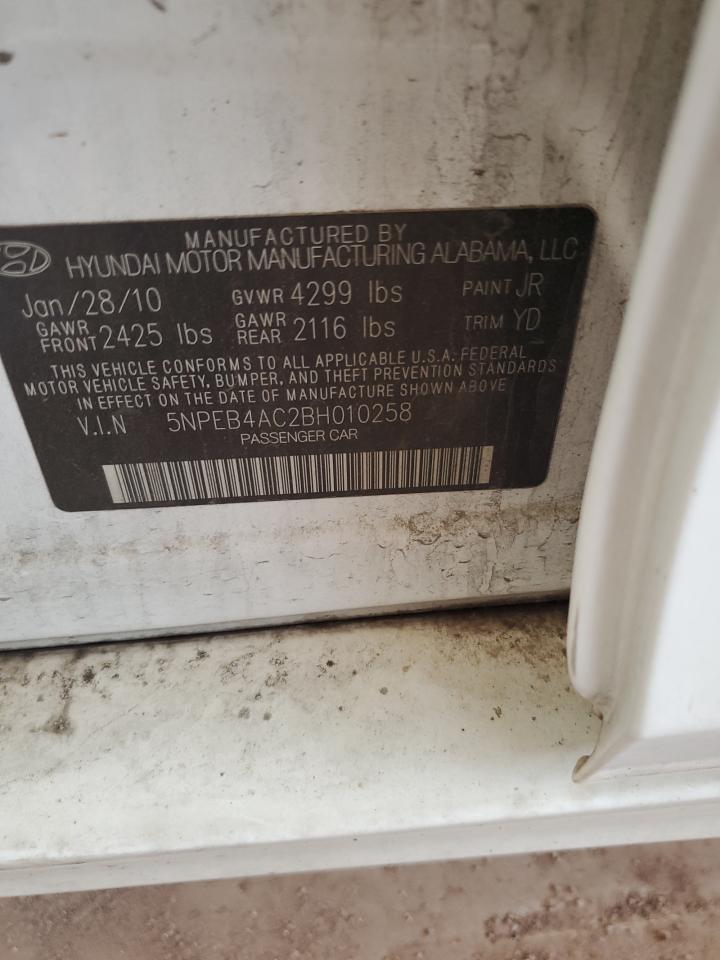 MANUFACTURED BY
HYUNDAI MOTOR MANUFACTURING ALABAMA, LLC
Jan/28/10 GVWR 4299 lbs PAINT JR
GAWR FRONT 2425 lbs GAWR REAR 2116 lbs TRIM YD
THIS VEHICLE CONFORMS TO ALL APPLICABLE U.S.A. FEDERAL
MOTOR VEHICLE SAFETY, BUMPER, AND THEFT PREVENTION STANDARDS
IN EFFECT ON THE DATE OF MANUFACTURE SHOWN ABOVE
V.I.N 5NPEB4AC2BH010258
PASSENGER CAR